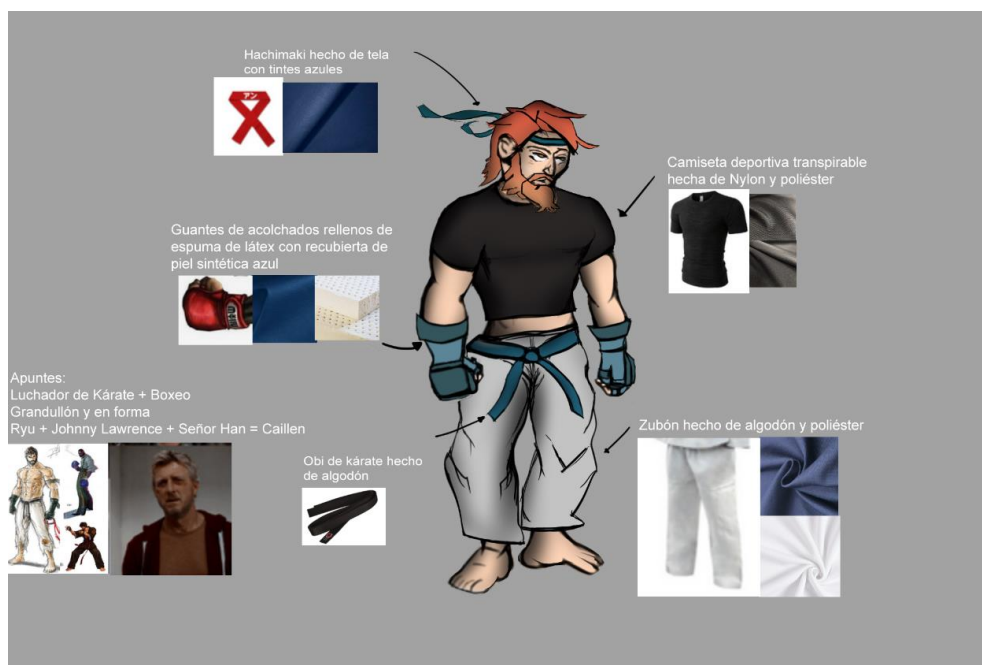 Hachimaki hecho de tela
con tintes azules
アン
Camiseta deportiva transpirable
hecha de Nylon y poliéster
Guantes de acolchados rellenos de
espuma de látex con recubierta de
piel sintética azul
Apuntes:
Luchador de Kárate + Boxeo
Grandullón y en forma
Ryu + Johnny Lawrence + Señor Han = Caillen
Obi de kárate hecho
de algodón
Zubón hecho de algodón y poliéster